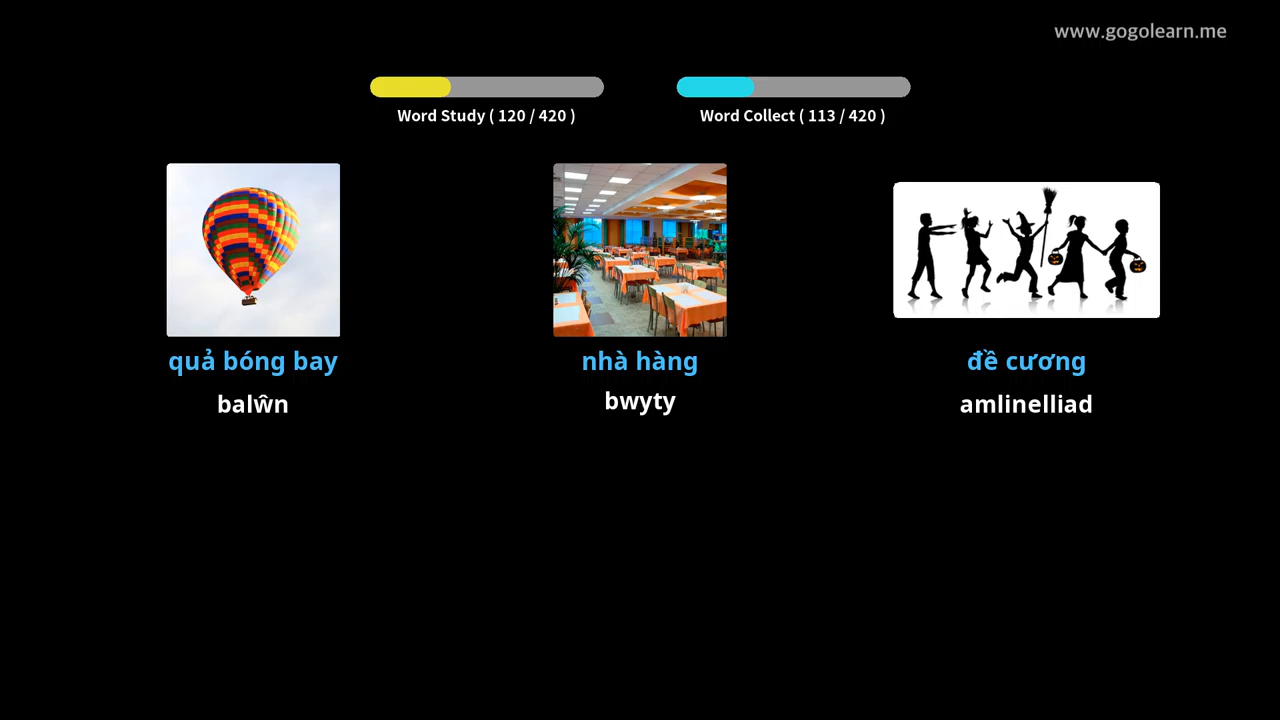 www.gogolearn.me
Word Study ( 120 / 420 )
Word Collect ( 113 / 420 )
quả bóng bay
balŵn
nhà hàng
bwyty
đề cương
amlinelliad